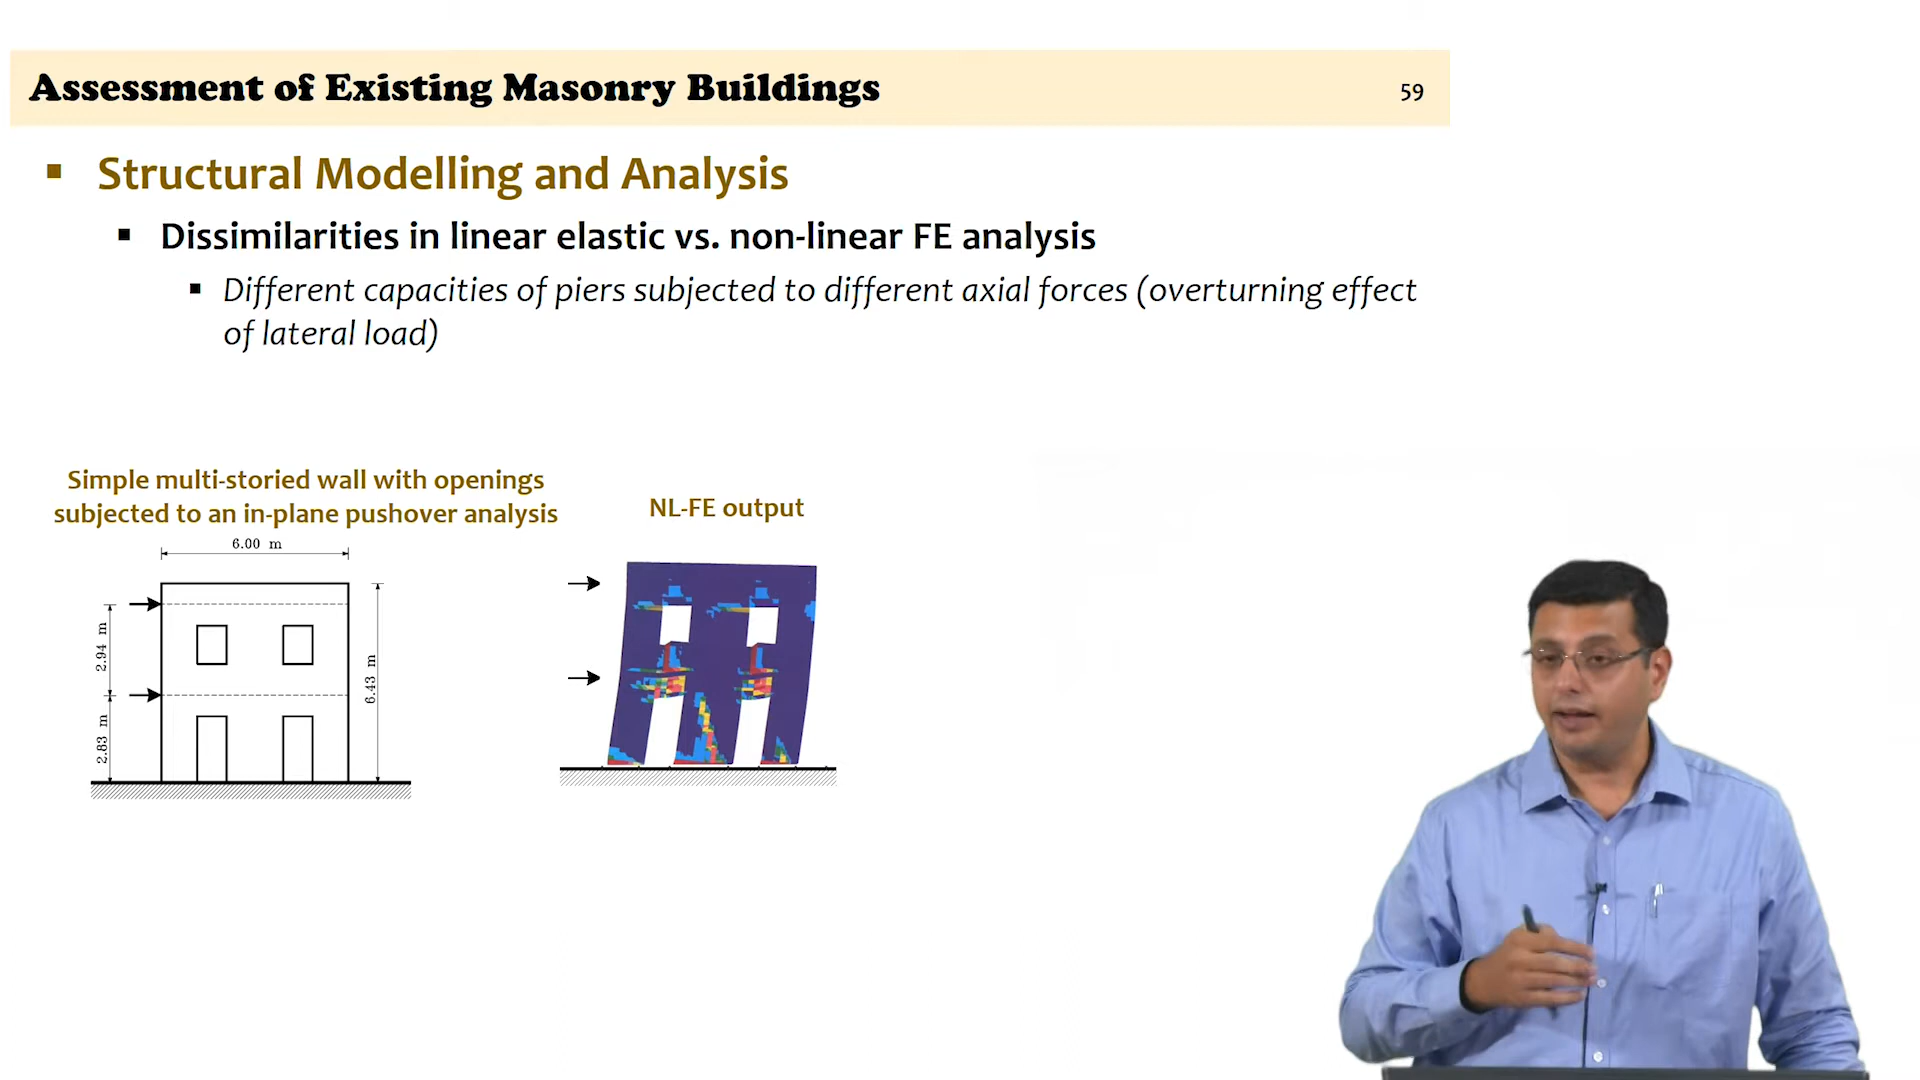 Assessment of Existing Masonry Buildings
59
Structural Modelling and Analysis
Dissimilarities in linear elastic vs. non-linear FE analysis
Different capacities of piers subjected to different axial forces (overturning effect
of lateral load)
Simple multi-storied wall with openings
subjected to an in-plane pushover analysis
NL-FE output
6.00 m
2.94 m
6.43 m
2.83 m